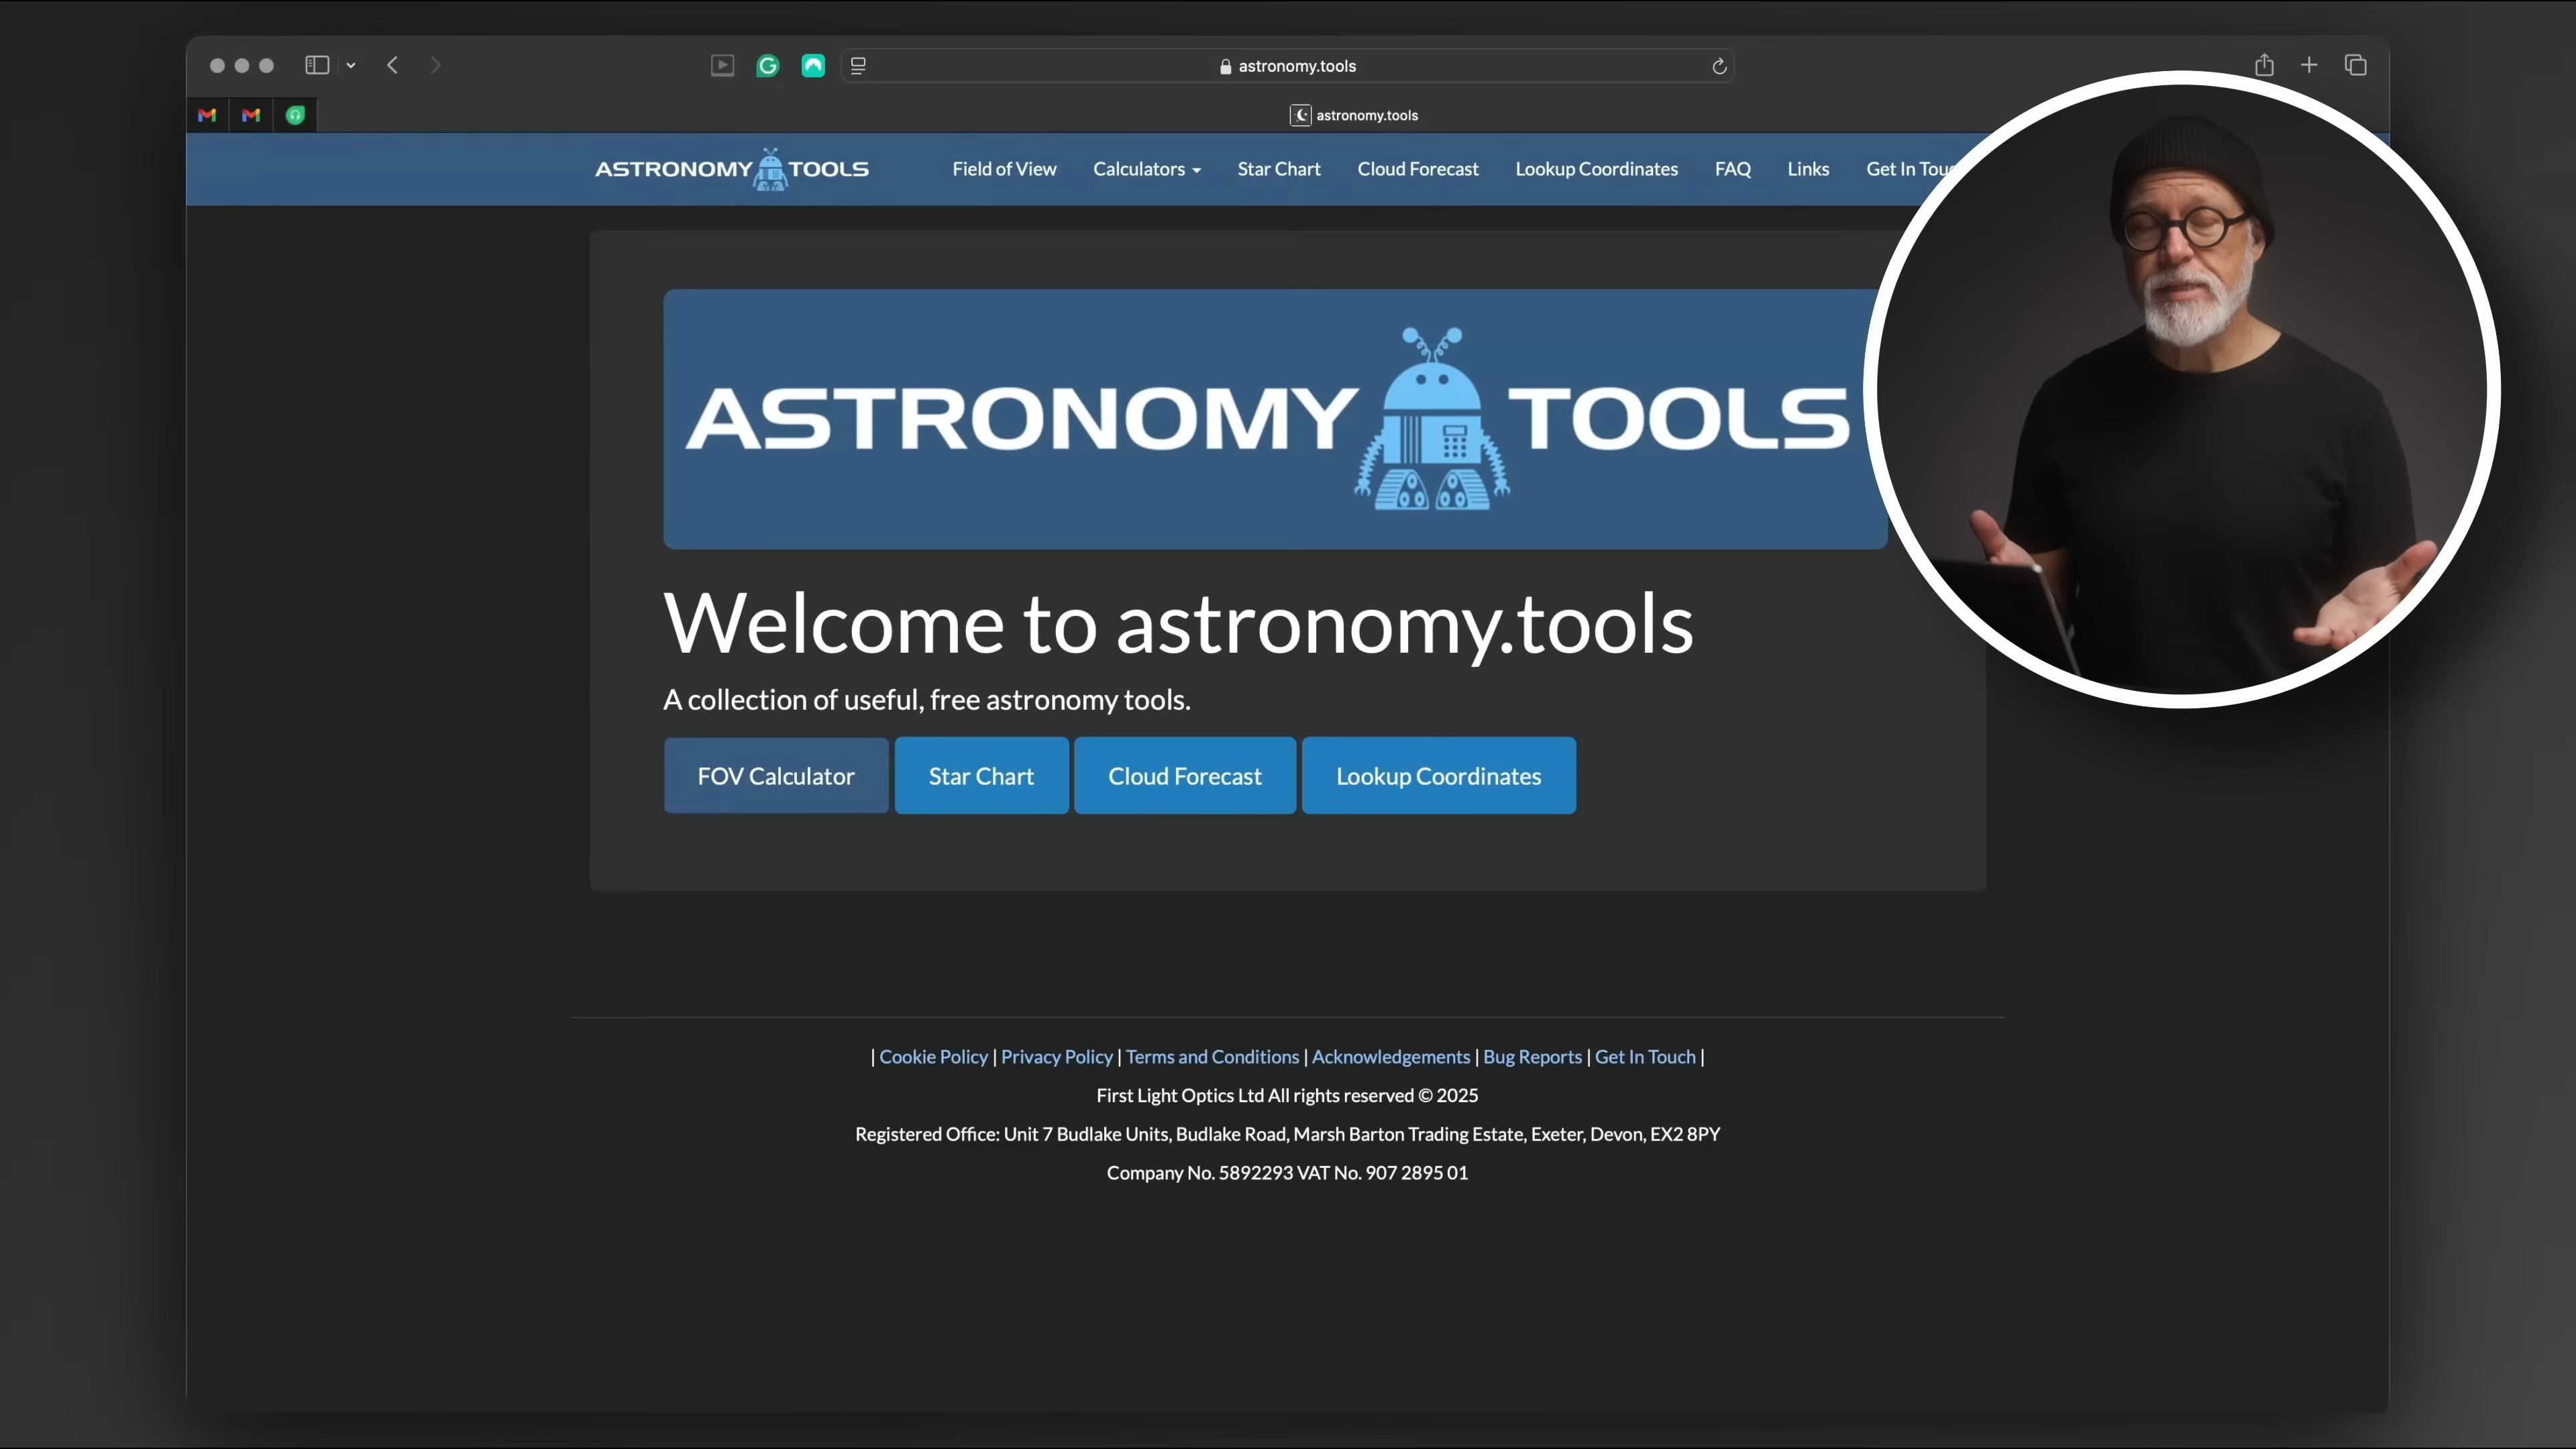 astronomy.tools
astronomy.tools
ASTRONOMY TOOLS
Field of View
Calculators
Star Chart
Cloud Forecast
Lookup Coordinates
FAQ
Links
Get In Tou
ASTRONOMY TOOLS
Welcome to astronomy.tools
A collection of useful, free astronomy tools.
FOV Calculator
Star Chart
Cloud Forecast
Lookup Coordinates
| Cookie Policy | Privacy Policy | Terms and Conditions | Acknowledgements | Bug Reports | Get In Touch |
First Light Optics Ltd All rights reserved © 2025
Registered Office: Unit 7 Budlake Units, Budlake Road, Marsh Barton Trading Estate, Exeter, Devon, EX2 8PY
Company No. 5892293 VAT No. 907 2895 01